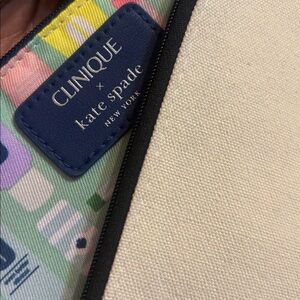 CLINIQUE
×
kate spade
NEW YORK